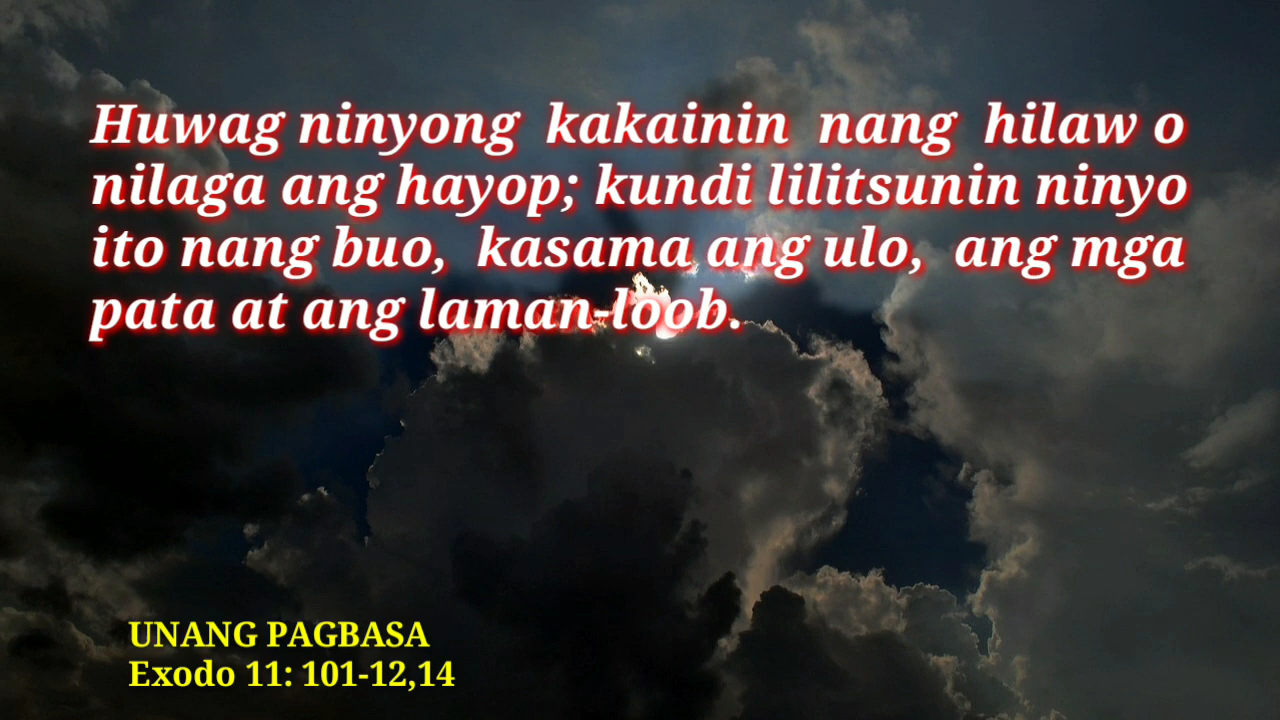 Huwag ninyong kakainin nang hilaw o
nilaga ang hayop; kundi lilitsunin ninyo
ito nang buo, kasama ang ulo, ang mga
pata at ang laman-loob.
UNANG PAGBASA
Exodo 11: 101-12,14